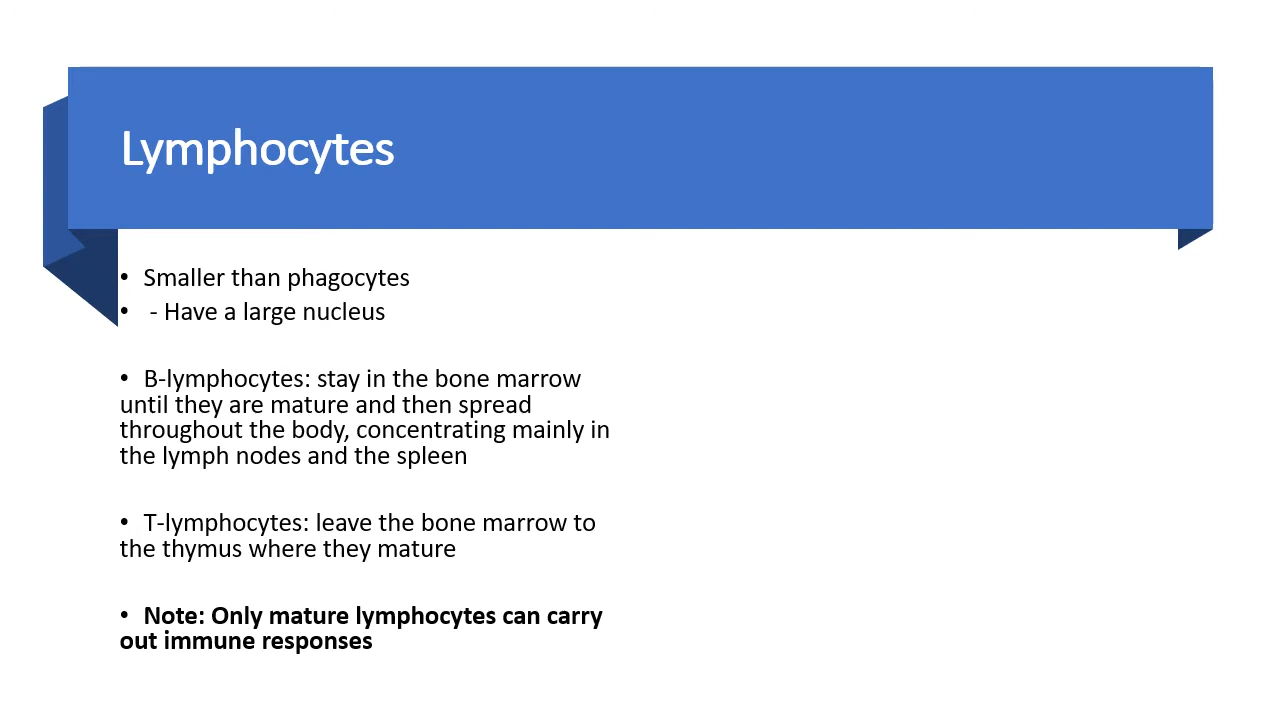 Lymphocytes
• Smaller than phagocytes
• - Have a large nucleus
• B-lymphocytes: stay in the bone marrow
until they are mature and then spread
throughout the body, concentrating mainly in
the lymph nodes and the spleen
• T-lymphocytes: leave the bone marrow to
the thymus where they mature
• Note: Only mature lymphocytes can carry
out immune responses